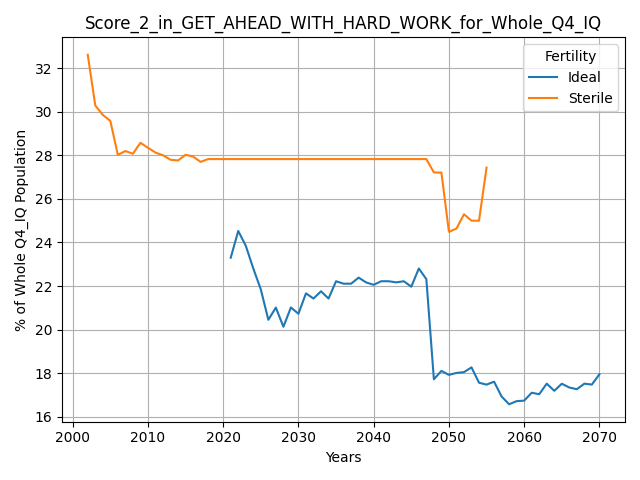 Score_2_in_GET_AHEAD_WITH_HARD_WORK_for_Whole_Q4_IQ
Fertility
Ideal
Sterile
% of Whole Q4_IQ Population
32
30
28
26
24
22
20
18
16
2000 2010 2020 2030 2040 2050 2060 2070
Years